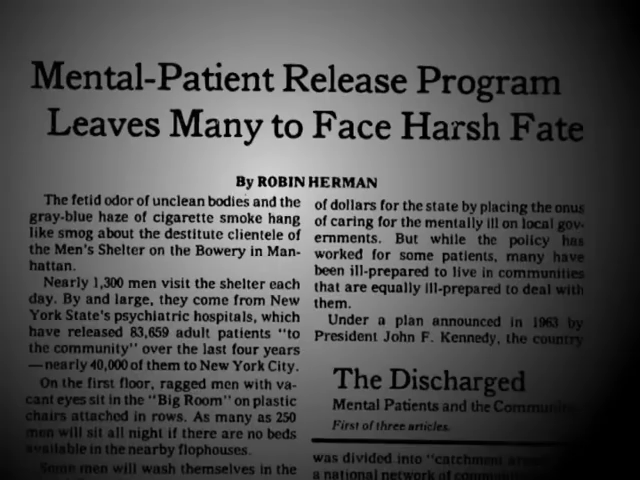 Mental-Patient Release Program
Leaves Many to Face Harsh Fate
By ROBIN HERMAN
The fetid odor of unclean bodies and the
gray-blue haze of cigarette smoke hang
like smog about the destitute clientele of
the Men's Shelter on the Bowery in Man-
hattan.
Nearly 1,300 men visit the shelter each
day. By and large, they come from New
York State's psychiatric hospitals, which
have released 83,659 adult patients "to
the community" over the last four years
—nearly 40,000 of them to New York City.
On the first floor, ragged men with va-
cant eyes sit in the "Big Room" on plastic
chairs attached in rows. As many as 250
men will sit all night if there are no beds
available in the nearby flophouses.
Some men will wash themselves in the
of dollars for the state by placing the onus
of caring for the mentally ill on local gov-
ernments. But while the policy has
worked for some patients, many have
been ill-prepared to live in communities
that are equally ill-prepared to deal with
them.
Under a plan announced in 1963 by
President John F. Kennedy, the country
The Discharged
Mental Patients and the
First of three articles.
was divided into "catchment
a national network of